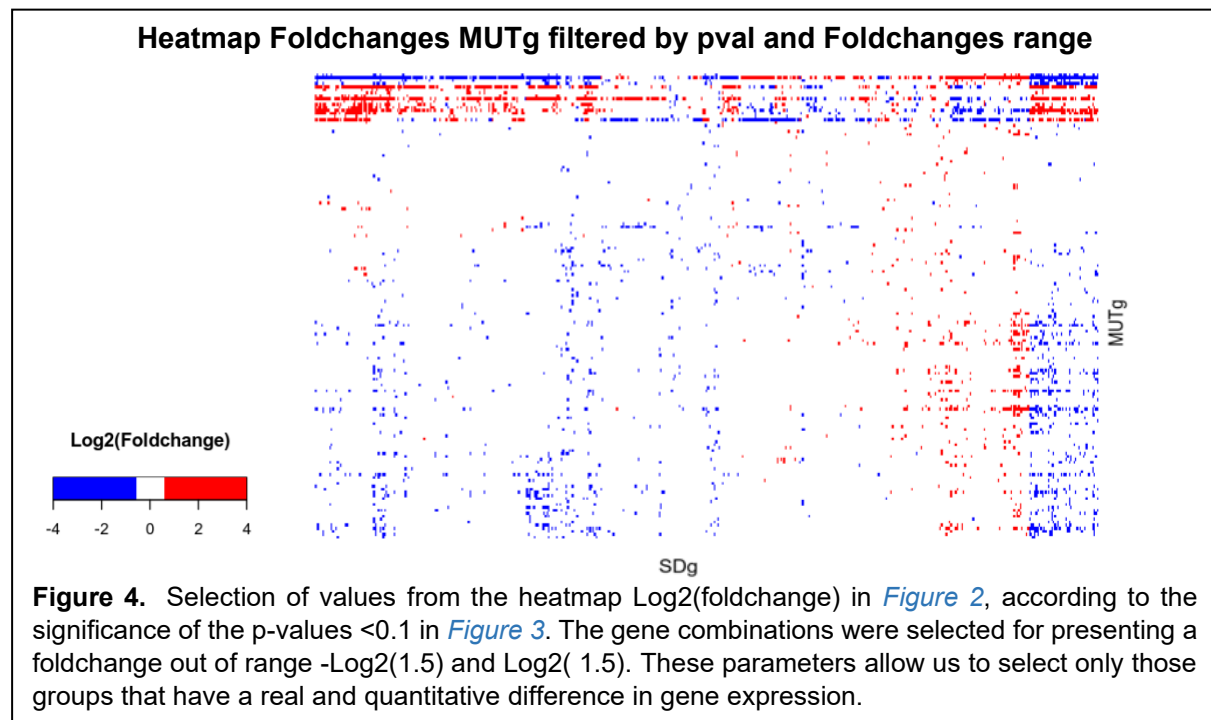 Heatmap Foldchanges MUTg filtered by pval and Foldchanges range
MUTg
Log2(Foldchange)
-4 -2 0 2 4
SDg
Figure 4. Selection of values from the heatmap Log2(foldchange) in Figure 2, according to the
significance of the p-values <0.1 in Figure 3. The gene combinations were selected for presenting a
foldchange out of range -Log2(1.5) and Log2( 1.5). These parameters allow us to select only those
groups that have a real and quantitative difference in gene expression.